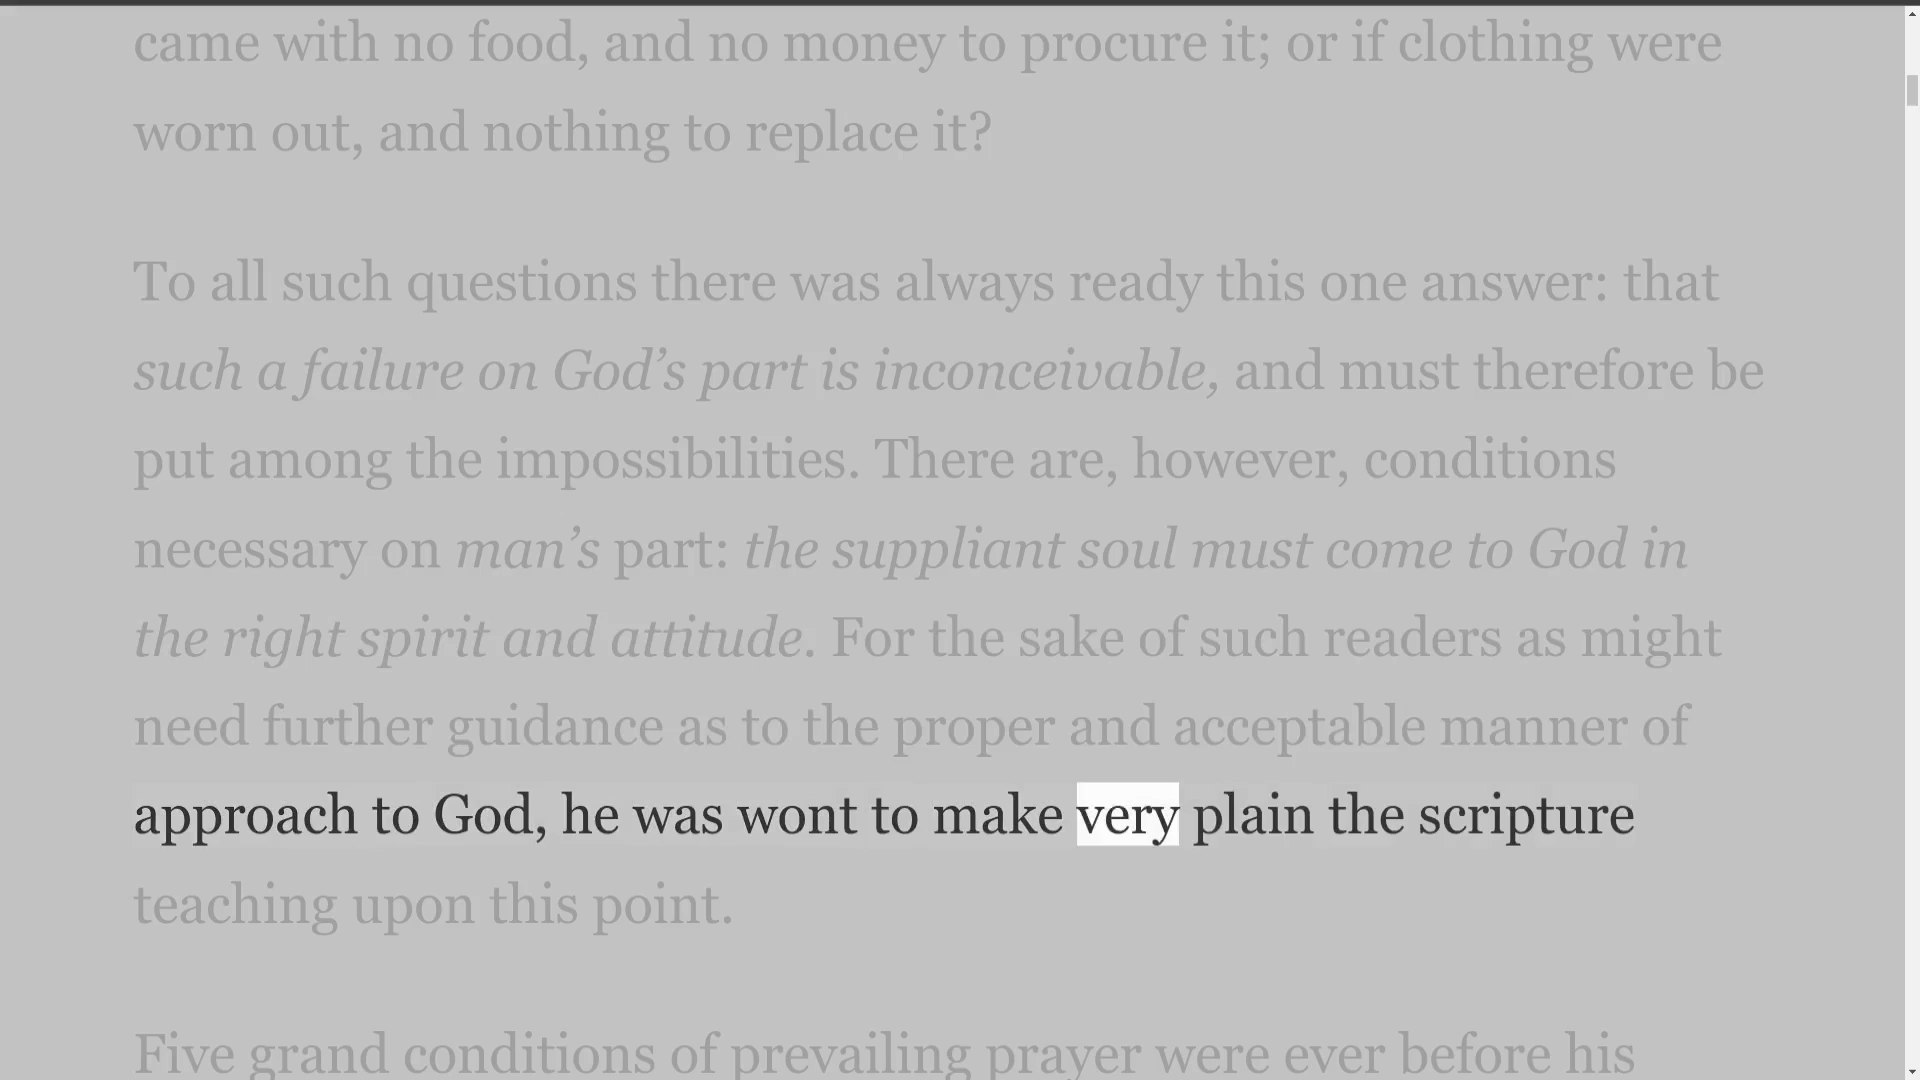 came with no food, and no money to procure it; or if clothing were
worn out, and nothing to replace it?
To all such questions there was always ready this one answer: that
such a failure on God’s part is inconceivable, and must therefore be
put among the impossibilities. There are, however, conditions
necessary on man’s part: the suppliant soul must come to God in
the right spirit and attitude. For the sake of such readers as might
need further guidance as to the proper and acceptable manner of
approach to God, he was wont to make very plain the scripture
teaching upon this point.
Five grand conditions of prevailing prayer were ever before his